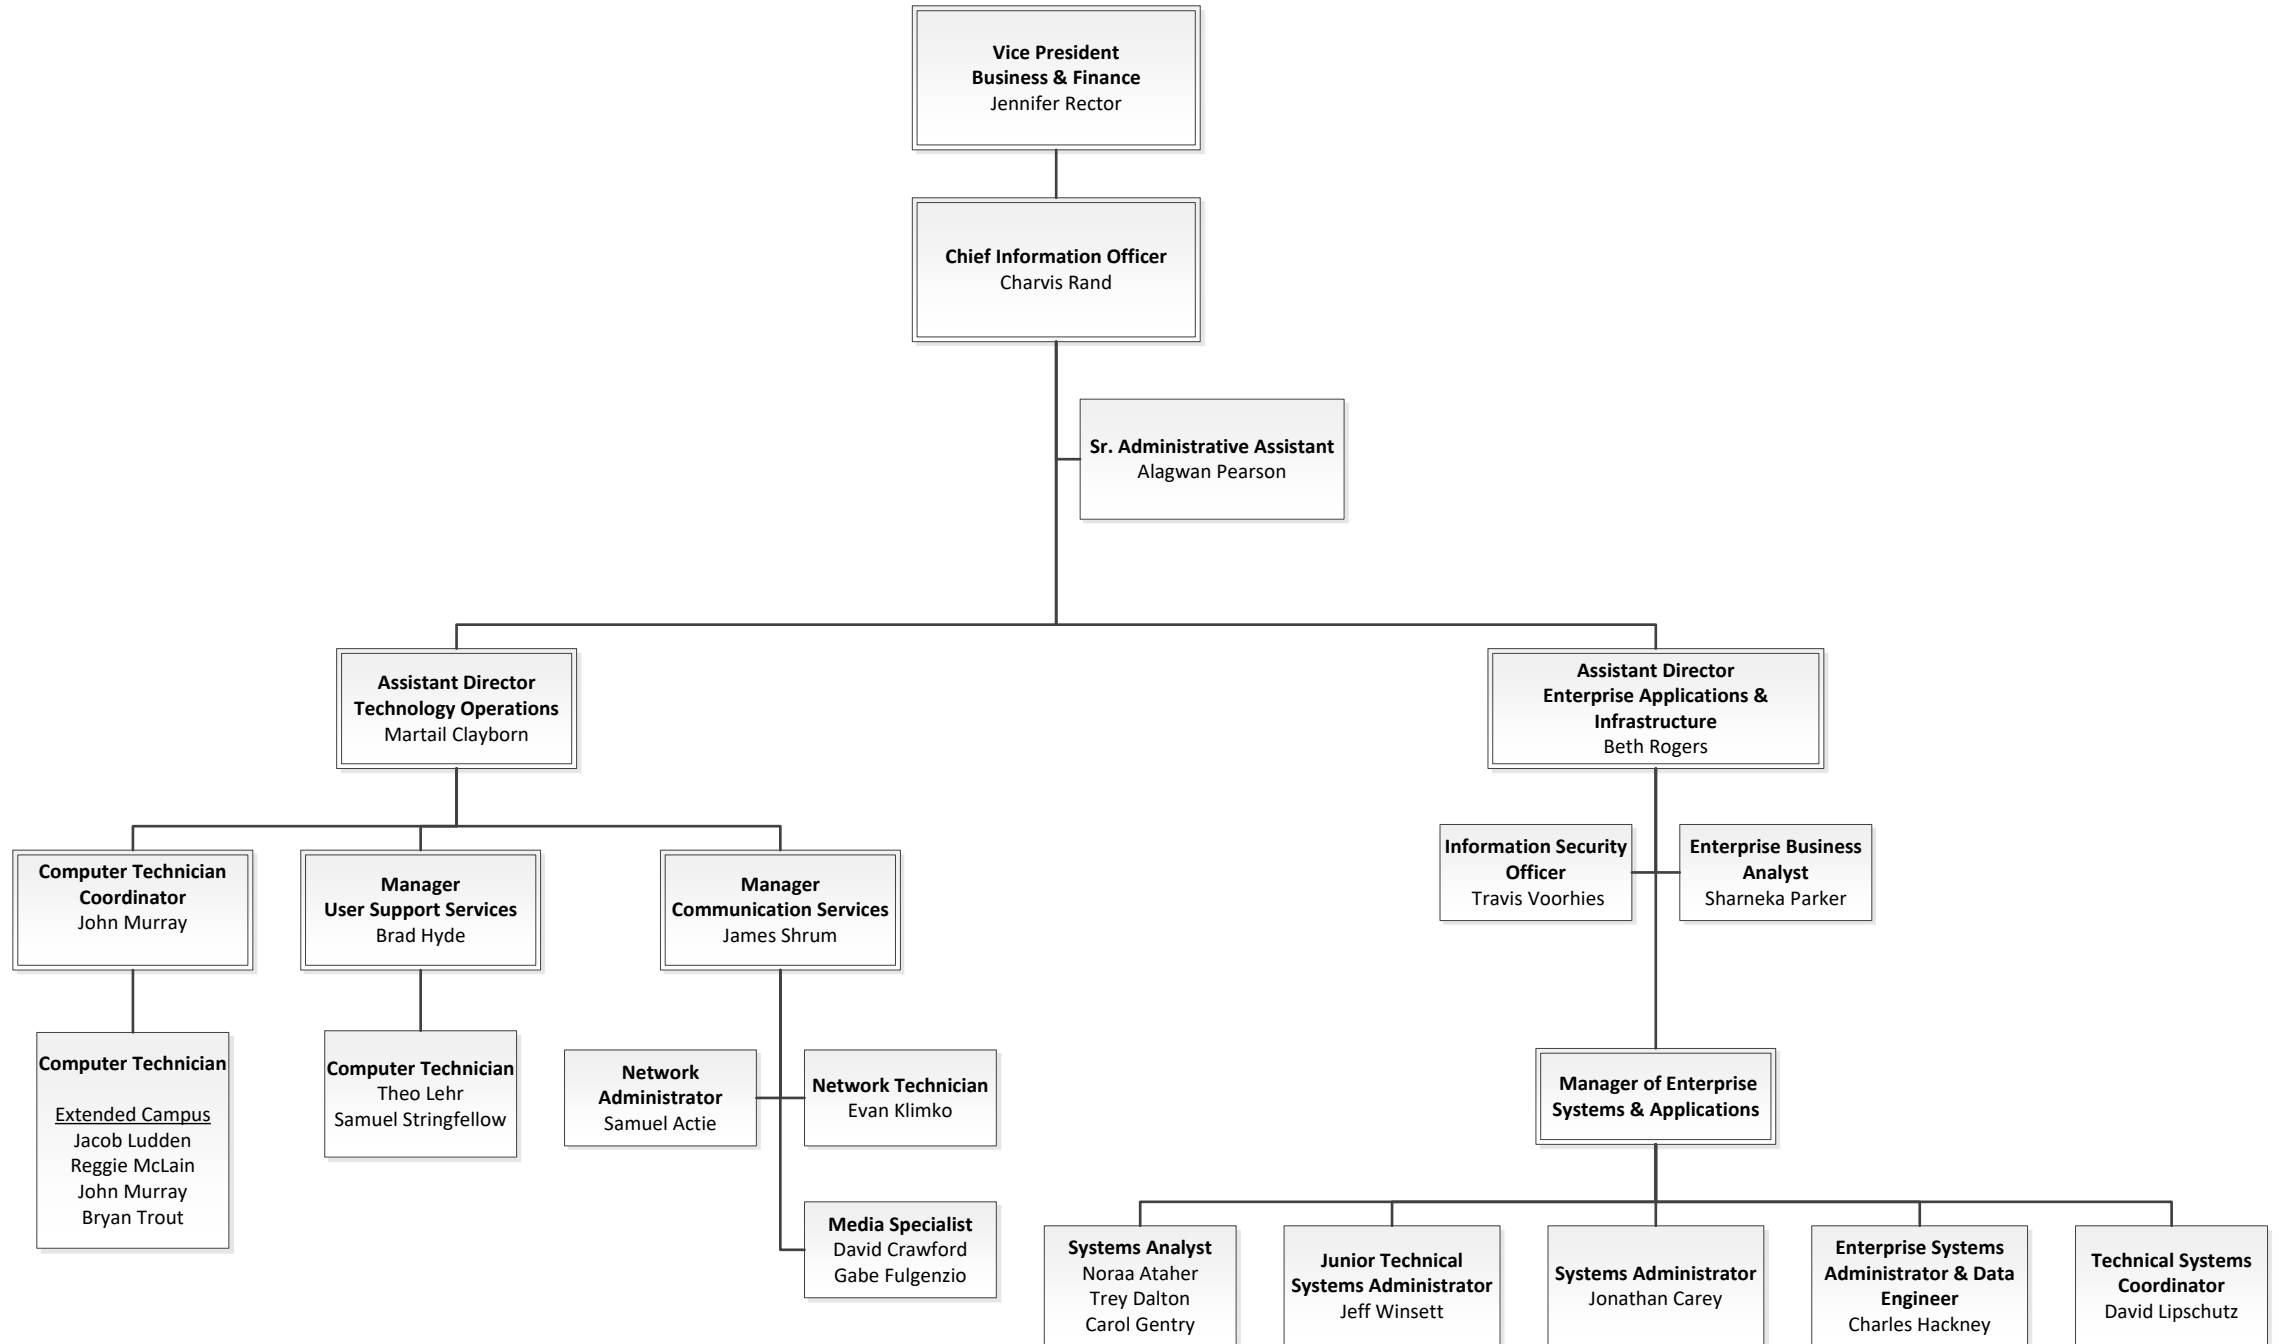 Vice President
Business & Finance
Jennifer Rector
Chief Information Officer
Charvis Rand
Sr. Administrative Assistant
Alagwan Pearson
Assistant Director
Technology Operations
Martail Clayborn
Assistant Director
Enterprise Applications &
Infrastructure
Beth Rogers
Computer Technician
Coordinator
John Murray
Manager
User Support Services
Brad Hyde
Manager
Communication Services
James Shrum
Information Security
Officer
Travis Voorhies
Enterprise Business
Analyst
Sharneka Parker
Computer Technician
Extended Campus
Jacob Ludden
Reggie McLain
John Murray
Bryan Trout
Computer Technician
Theo Lehr
Samuel Stringfellow
Network
Administrator
Samuel Actie
Network Technician
Evan Klimko
Media Specialist
David Crawford
Gabe Fulgenzio
Manager of Enterprise
Systems & Applications
Systems Analyst
Noraa Ataher
Trey Dalton
Carol Gentry
Junior Technical
Systems Administrator
Jeff Winsett
Systems Administrator
Jonathan Carey
Enterprise Systems
Administrator & Data
Engineer
Charles Hackney
Technical Systems
Coordinator
David Lipschutz